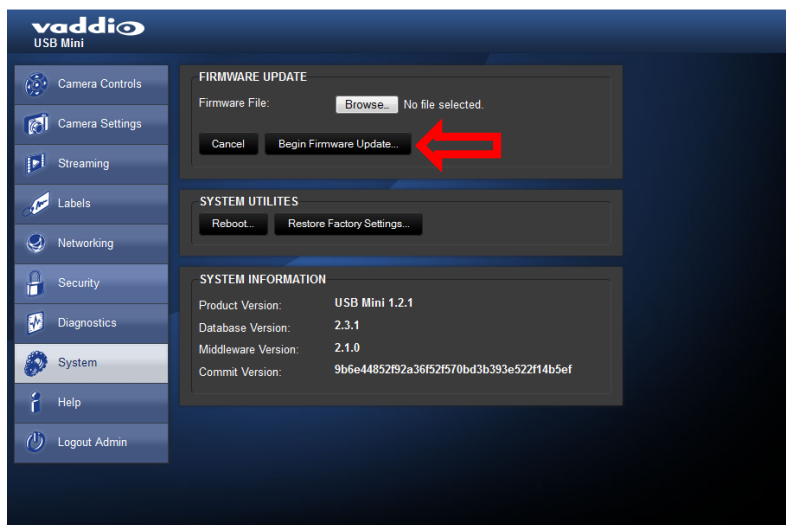 vaddio
USB Mini
Camera Controls
Camera Settings
Streaming
Labels
Networking
Security
Diagnostics
System
Help
Logout Admin
FIRMWARE UPDATE
Firmware File: Browse... No file selected.
Cancel Begin Firmware Update...
SYSTEM UTILITES
Reboot... Restore Factory Settings...
SYSTEM INFORMATION
Product Version: USB Mini 1.2.1
Database Version: 2.3.1
Middleware Version: 2.1.0
Commit Version: 9b6e44852f92a36f52f570bd3b393e522f14b5ef